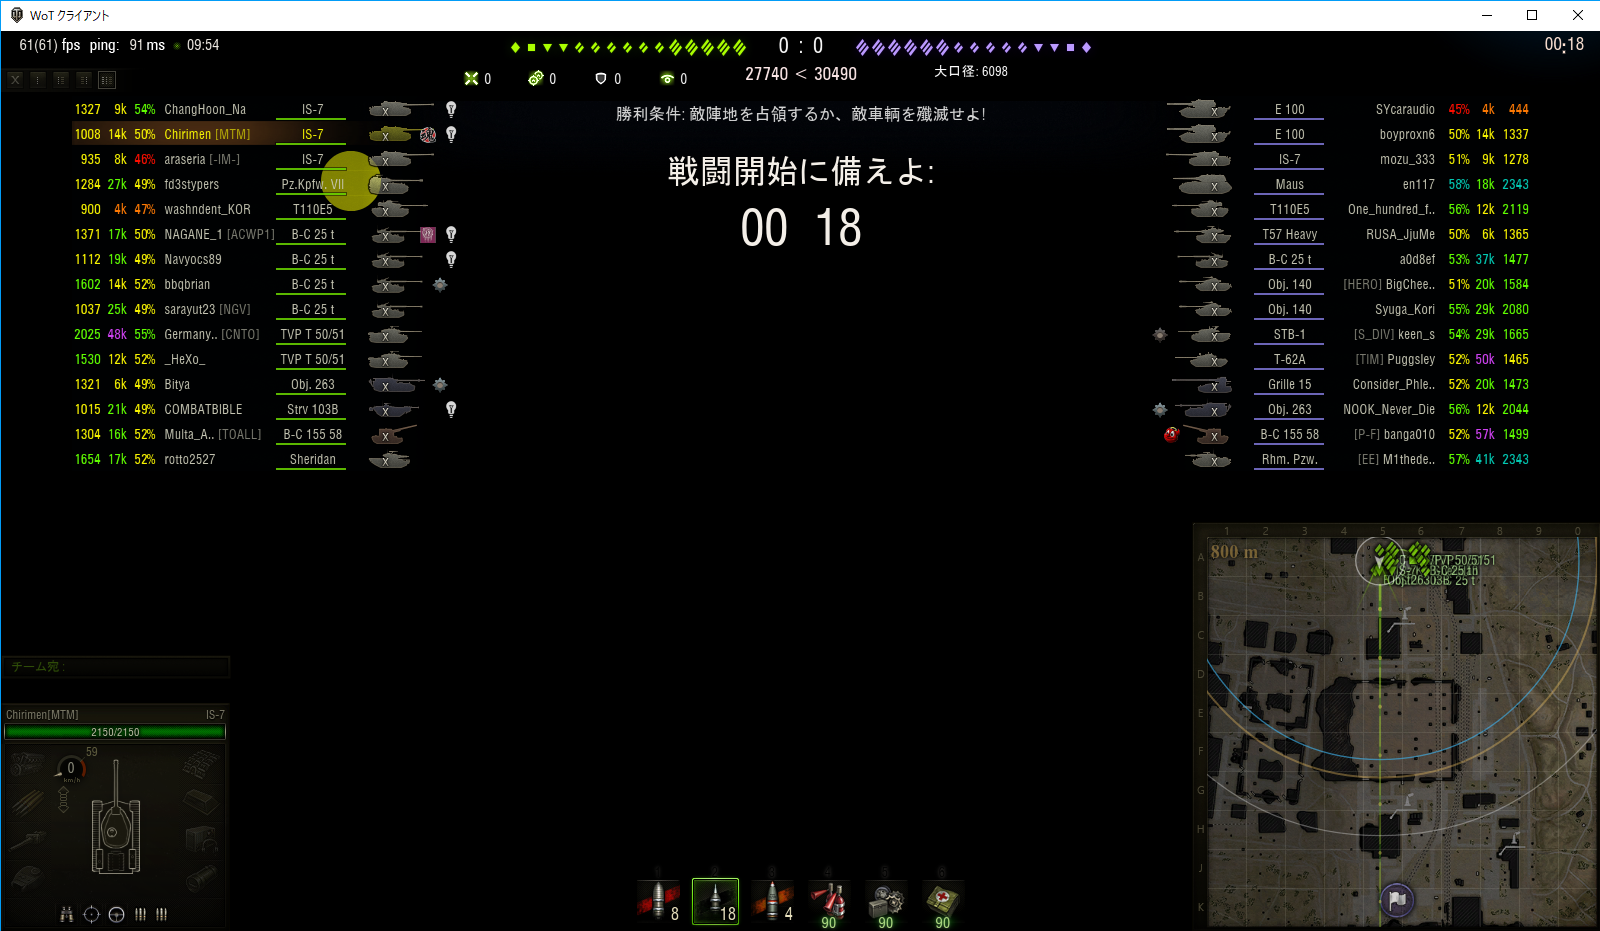 WoT クライアント
61(61) fps ping: 91 ms 09:54
0 : 0
00:18
0 0 0 0
27740 < 30490
大口径: 6098
勝利条件: 敵陣地を占領するか、敵車輌を殲滅せよ!
戦闘開始に備えよ:
00 18
1327 9k 54% ChangHoon_Na IS-7 X
1008 14k 50% Chirimen [MTM] IS-7 X
935 8k 46% araseria [-IM-] IS-7 X
1284 27k 49% fd3stypers Pz.Kpfw. VII X
900 4k 47% washndent_KOR T110E5 X
1371 17k 50% NAGANE_1 [ACWP1] B-C 25 t X
1112 19k 49% Navyocs89 B-C 25 t X
1602 14k 52% bbqbrian B-C 25 t X
1037 25k 49% sarayut23 [NGV] B-C 25 t X
2025 48k 55% Germany.. [CNTO] TVP T 50/51 X
1530 12k 52% _HeXo_ TVP T 50/51 X
1321 6k 49% Bitya Obj. 263 X
1015 21k 49% COMBATBIBLE Strv 103B X
1304 16k 52% Multa_A.. [TOALL] B-C 155 58 X
1654 17k 52% rotto2527 Sheridan X
X E 100 SYcaraudio 45% 4k 444
X E 100 boyproxn6 50% 14k 1337
X IS-7 mozu_333 51% 9k 1278
X Maus en117 58% 18k 2343
X T110E5 One_hundred_f.. 56% 12k 2119
X T57 Heavy RUSA_JjuMe 50% 6k 1365
X B-C 25 t a0d8ef 53% 37k 1477
X Obj. 140 [HERO] BigChee.. 51% 20k 1584
X Obj. 140 Syuga_Kori 55% 29k 2080
X STB-1 [S_DIV] keen_s 54% 29k 1665
X T-62A [TIM] Puggsley 52% 50k 1465
X Grille 15 Consider_Phle.. 52% 20k 1473
X Obj. 263 NOOK_Never_Die 56% 12k 2044
X B-C 155 58 [P-F] banga010 52% 57k 1499
X Rhm. Pzw. [EE] M1thede.. 57% 41k 2343
チーム宛:
Chirimen[MTM] IS-7
2150/2150
59
0
km/h
8 18 4 90 90 90
1 2 3 4 5 6 7 8 9 0
800 m
A
B
C
D
E
F
G
H
J
K